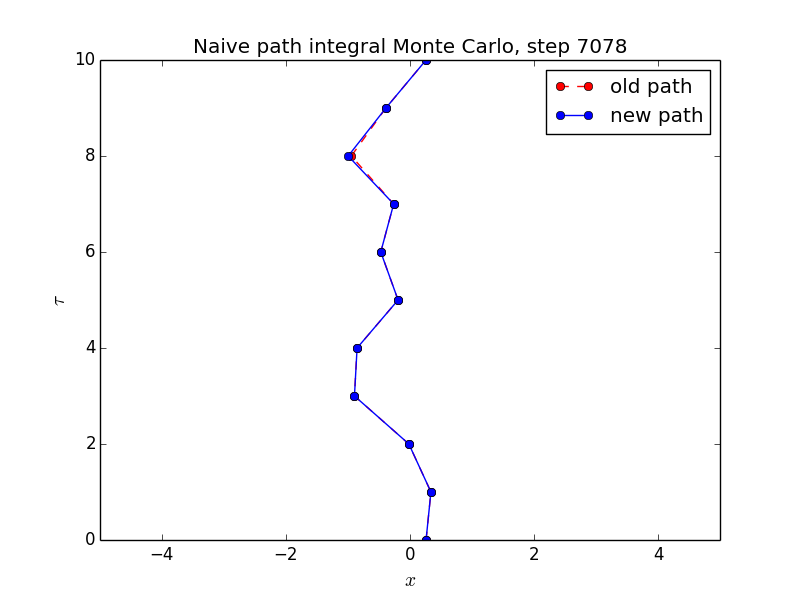 Naive path integral Monte Carlo, step 7078
old path
new path
10
8
6
4
2
0
τ
−4 −2 0 2 4
x